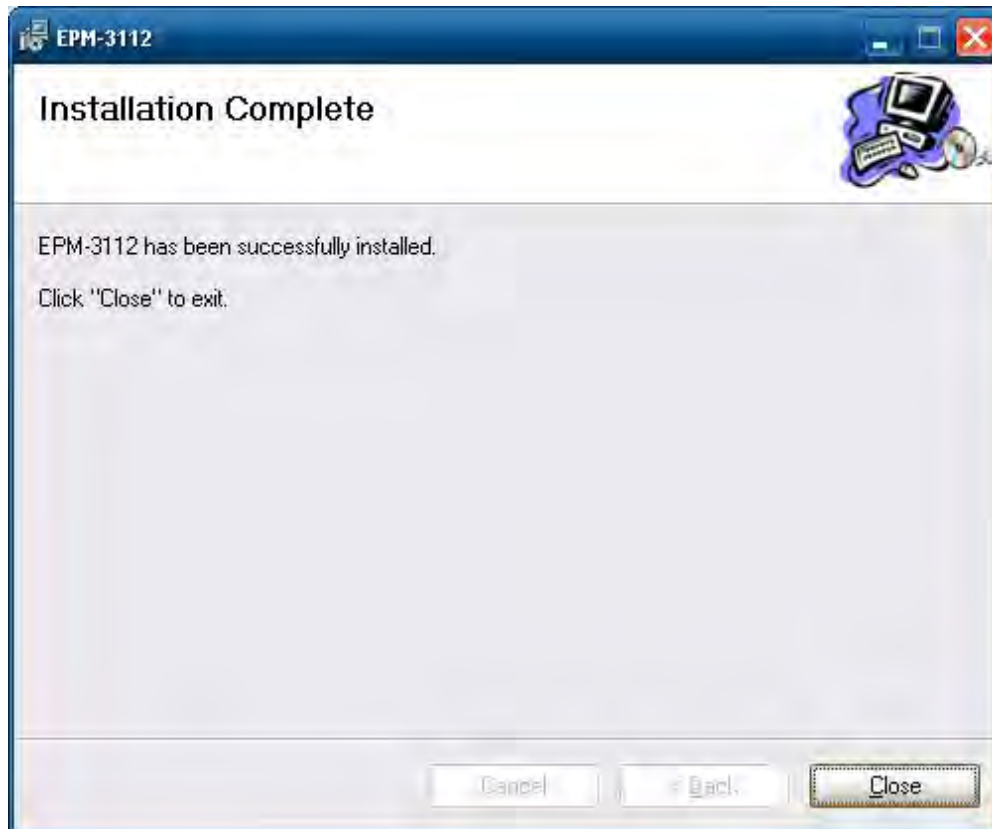 EPM-3112
Installation Complete
EPM-3112 has been successfully installed.
Click "Close" to exit.
Cancel
< Back
Close